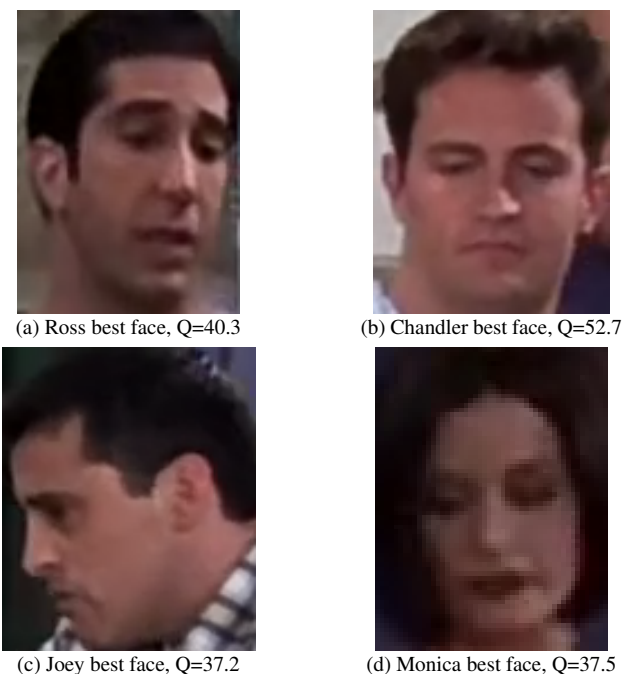 (a) Ross best face, Q=40.3
(b) Chandler best face, Q=52.7
(c) Joey best face, Q=37.2
(d) Monica best face, Q=37.5